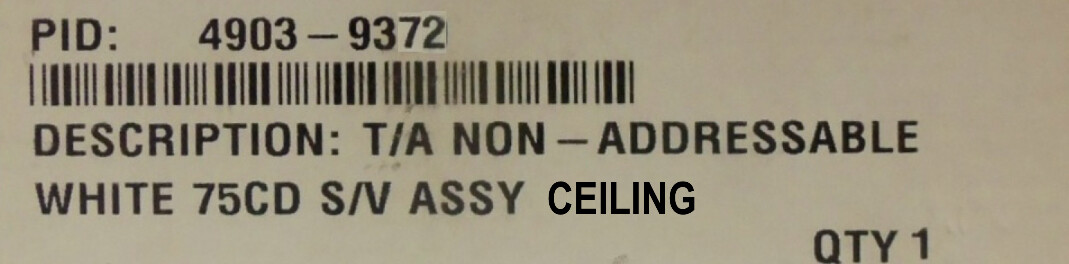 PID: 4903-9372
DESCRIPTION: T/A NON-ADDRESSABLE
WHITE 75CD S/V ASSY CEILING
QTY 1